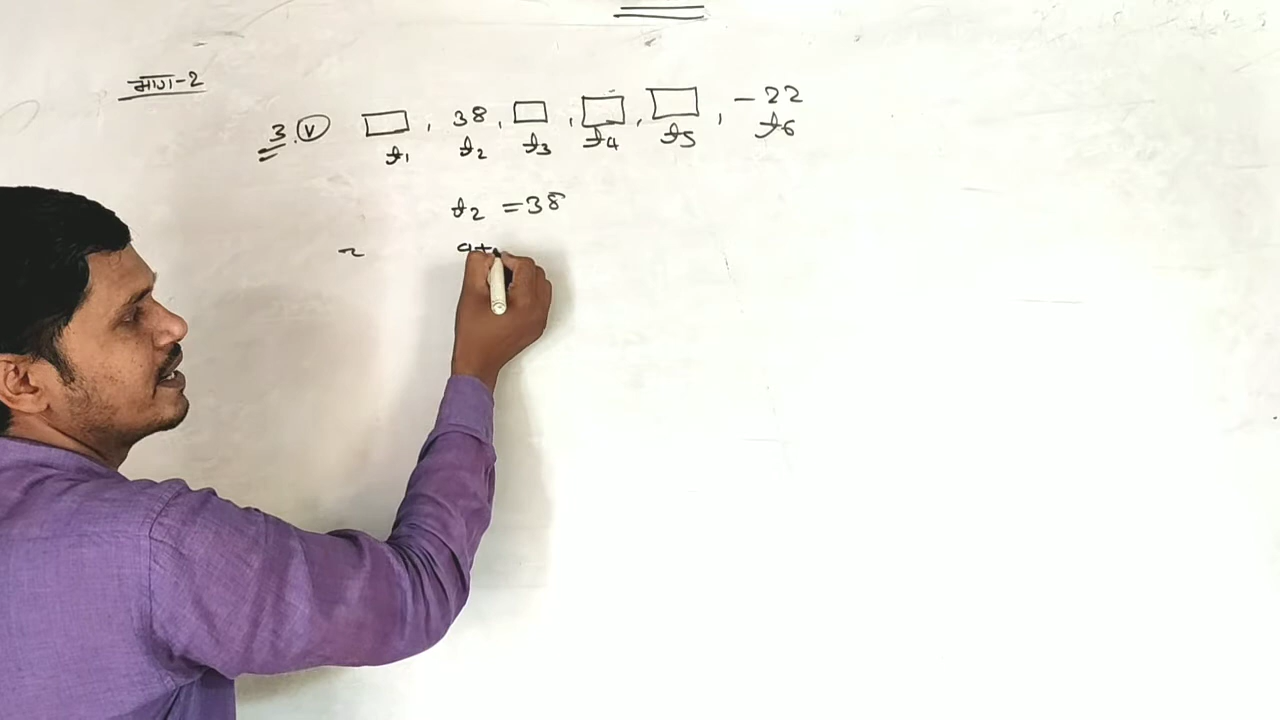 भाग-2
3. (v) □, 38, □, □, □, -22
t1 t2 t3 t4 t5 t6
t2 = 38
a+